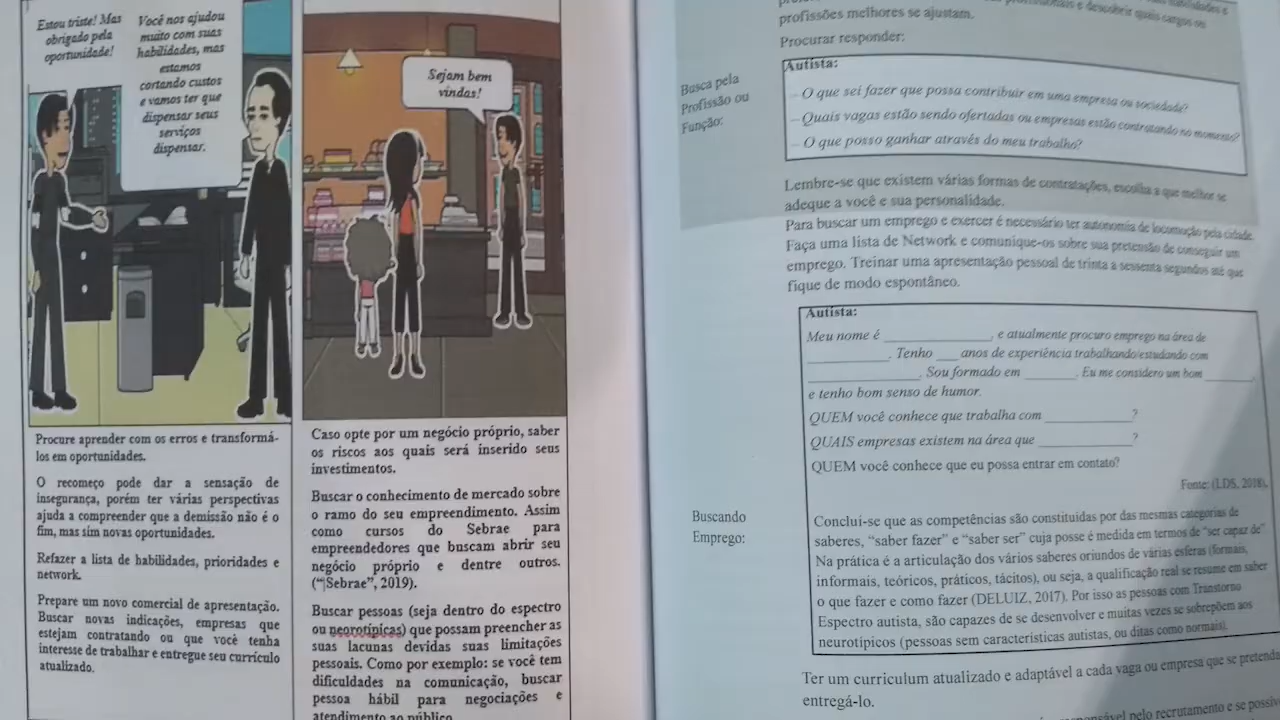 Estou triste! Mas
obrigado pela
oportunidade!
Você nos ajudou
muito com suas
habilidades, mas
estamos
cortando custos
e vamos ter que
dispensar seus
serviços
dispensar.
Sejam bem
vindas!
Procure aprender com os erros e transformá-
los em oportunidades.
O recomeço pode dar a sensação de
insegurança, porém ter várias perspectivas
ajuda a compreender que a demissão não é o
fim, mas sim novas oportunidades.
Refazer a lista de habilidades, prioridades e
network.
Prepare um novo comercial de apresentação.
Buscar novas indicações, empresas que
estejam contratando ou que você tenha
interesse de trabalhar e entregue seu currículo
atualizado.
Caso opte por um negócio próprio, saber
os riscos aos quais será inserido seus
investimentos.
Buscar o conhecimento de mercado sobre
o ramo do seu empreendimento. Assim
como cursos do Sebrae para
empreendedores que buscam abrir seu
negócio próprio e dentre outros.
(“|Sebrae”, 2019).
Buscar pessoas (seja dentro do espectro
ou neorotípicas) que possam preencher as
suas lacunas devidas suas limitações
pessoais. Como por exemplo: se você tem
dificuldades na comunicação, buscar
pessoa hábil para negociações e
atendimento ao público
e descobrir quais cargos ou
profissões melhores se ajustam.
Procurar responder:
Busca pela
Profissão ou
Função:
Autista:
– O que sei fazer que possa contribuir em uma empresa ou sociedade?
– Quais vagas estão sendo ofertadas ou empresas estão contratando no momento?
– O que posso ganhar através do meu trabalho?
Lembre-se que existem várias formas de contratações, escolha a que melhor se
adeque a você e sua personalidade.
Para buscar um emprego e exercer é necessário ter autonomia de locomoção pela cidade.
Faça uma lista de Network e comunique-os sobre sua pretensão de conseguir um
emprego. Treinar uma apresentação pessoal de trinta a sessenta segundos até que
fique de modo espontâneo.
Autista:
Meu nome é ____________, e atualmente procuro emprego na área de
____________. Tenho ___ anos de experiência trabalhando/estudando com
____________. Sou formado em _______. Eu me considero um bom _______,
e tenho bom senso de humor.
QUEM você conhece que trabalha com ____________?
QUAIS empresas existem na área que ____________?
QUEM você conhece que eu possa entrar em contato?
Fonte: (LDS, 2018).
Buscando
Emprego:
Conclui-se que as competências são constituídas por das mesmas categorias de
saberes, “saber fazer” e “saber ser” cuja posse é medida em termos de “ser capaz de”
Na prática é a articulação dos vários saberes oriundos de várias esferas (formais,
informais, teóricos, práticos, tácitos), ou seja, a qualificação real se resume em saber
o que fazer e como fazer (DELUIZ, 2017). Por isso as pessoas com Transtorno
Espectro autista, são capazes de se desenvolver e muitas vezes se sobrepõem aos
neurotípicos (pessoas sem características autistas, ou ditas como normais).
Ter um curriculum atualizado e adaptável a cada vaga ou empresa que se pretenda
entregá-lo.
pelo recrutamento e se possível